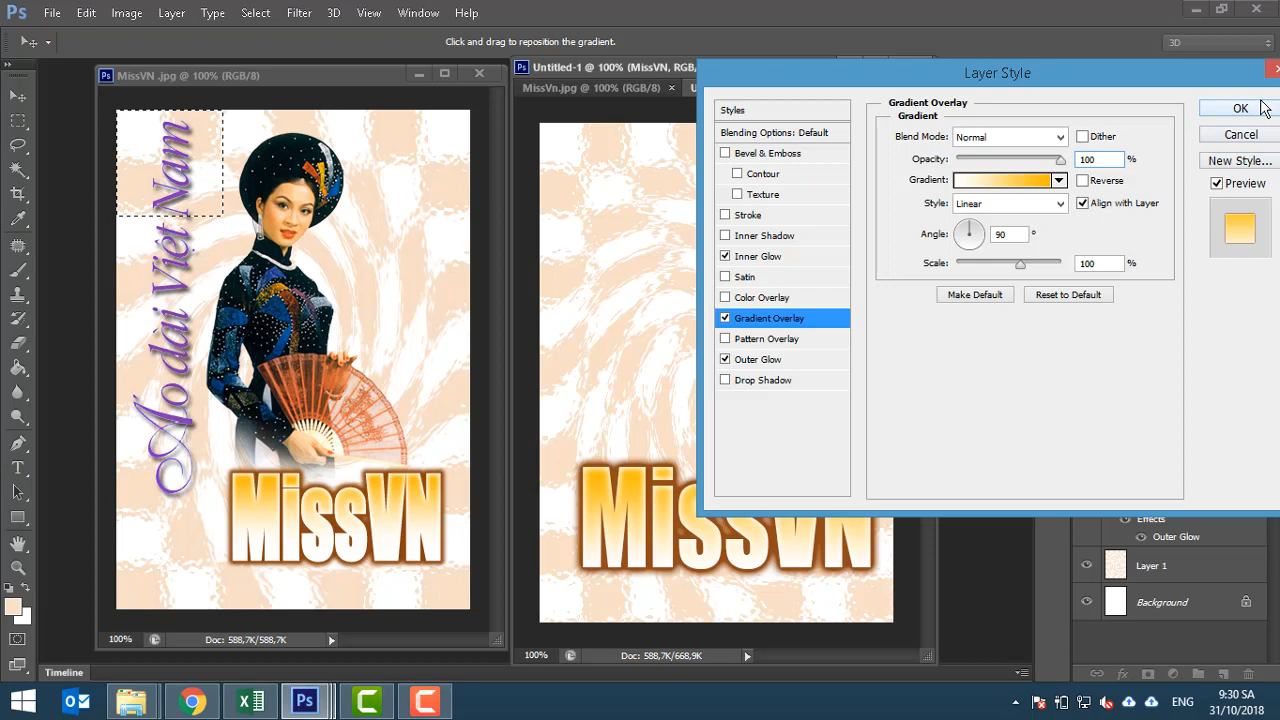 Ps File Edit Image Layer Type Select Filter 3D View Window Help
Click and drag to reposition the gradient.
3D
Ps MissVN .jpg @ 100% (RGB/8)
Ps Untitled-1 @ 100% (MissVN, RGB,
MissVn.jpg @ 100% (RGB/8) ×
Layer Style
Styles
Blending Options: Default
Bevel & Emboss
Contour
Texture
Stroke
Inner Shadow
Inner Glow
Satin
Color Overlay
Gradient Overlay
Pattern Overlay
Outer Glow
Drop Shadow
Gradient Overlay
Gradient
Blend Mode: Normal Dither
Opacity: 100 %
Gradient: Reverse
Style: Linear Align with Layer
Angle: 90 °
Scale: 100 %
Make Default Reset to Default
OK
Cancel
New Style...
Preview
Áo dài Việt Nam
MissVN
MissVN
Effects
Outer Glow
Layer 1
Background
100% Doc: 588,7K/588,7K
100% Doc: 588,7K/668,9K
Timeline
Ps
ENG
9:30 SA
31/10/2018